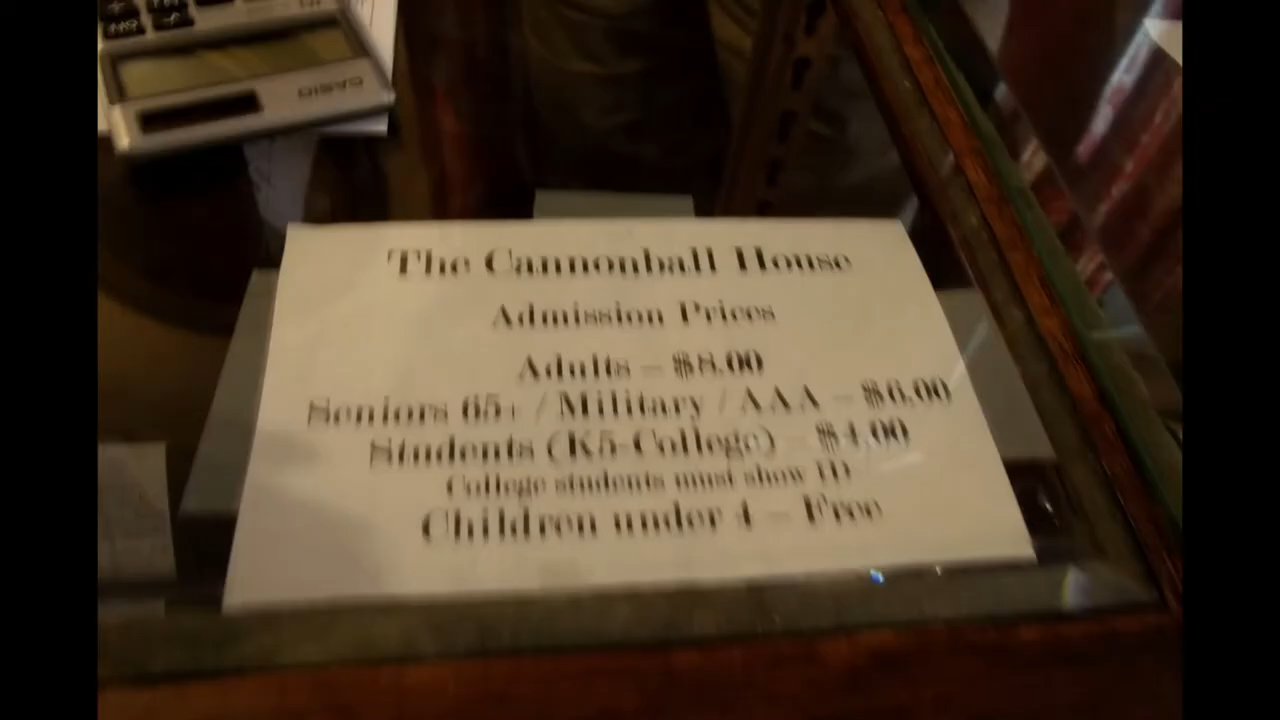 CASIO
The Cannonball House
Admission Prices
Adults – $8.00
Seniors 65+ / Military / AAA – $6.00
Students (K5-College) – $4.00
College students must show ID
Children under 4 – Free